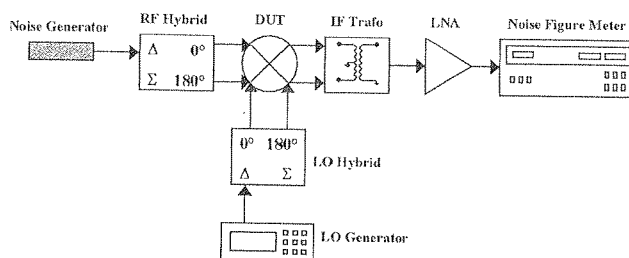 Noise Generator
RF Hybrid
DUT
IF Trafo
LNA
Noise Figure Meter
Δ 0°
Σ 180°
0° 180°
Δ Σ
LO Hybrid
LO Generator